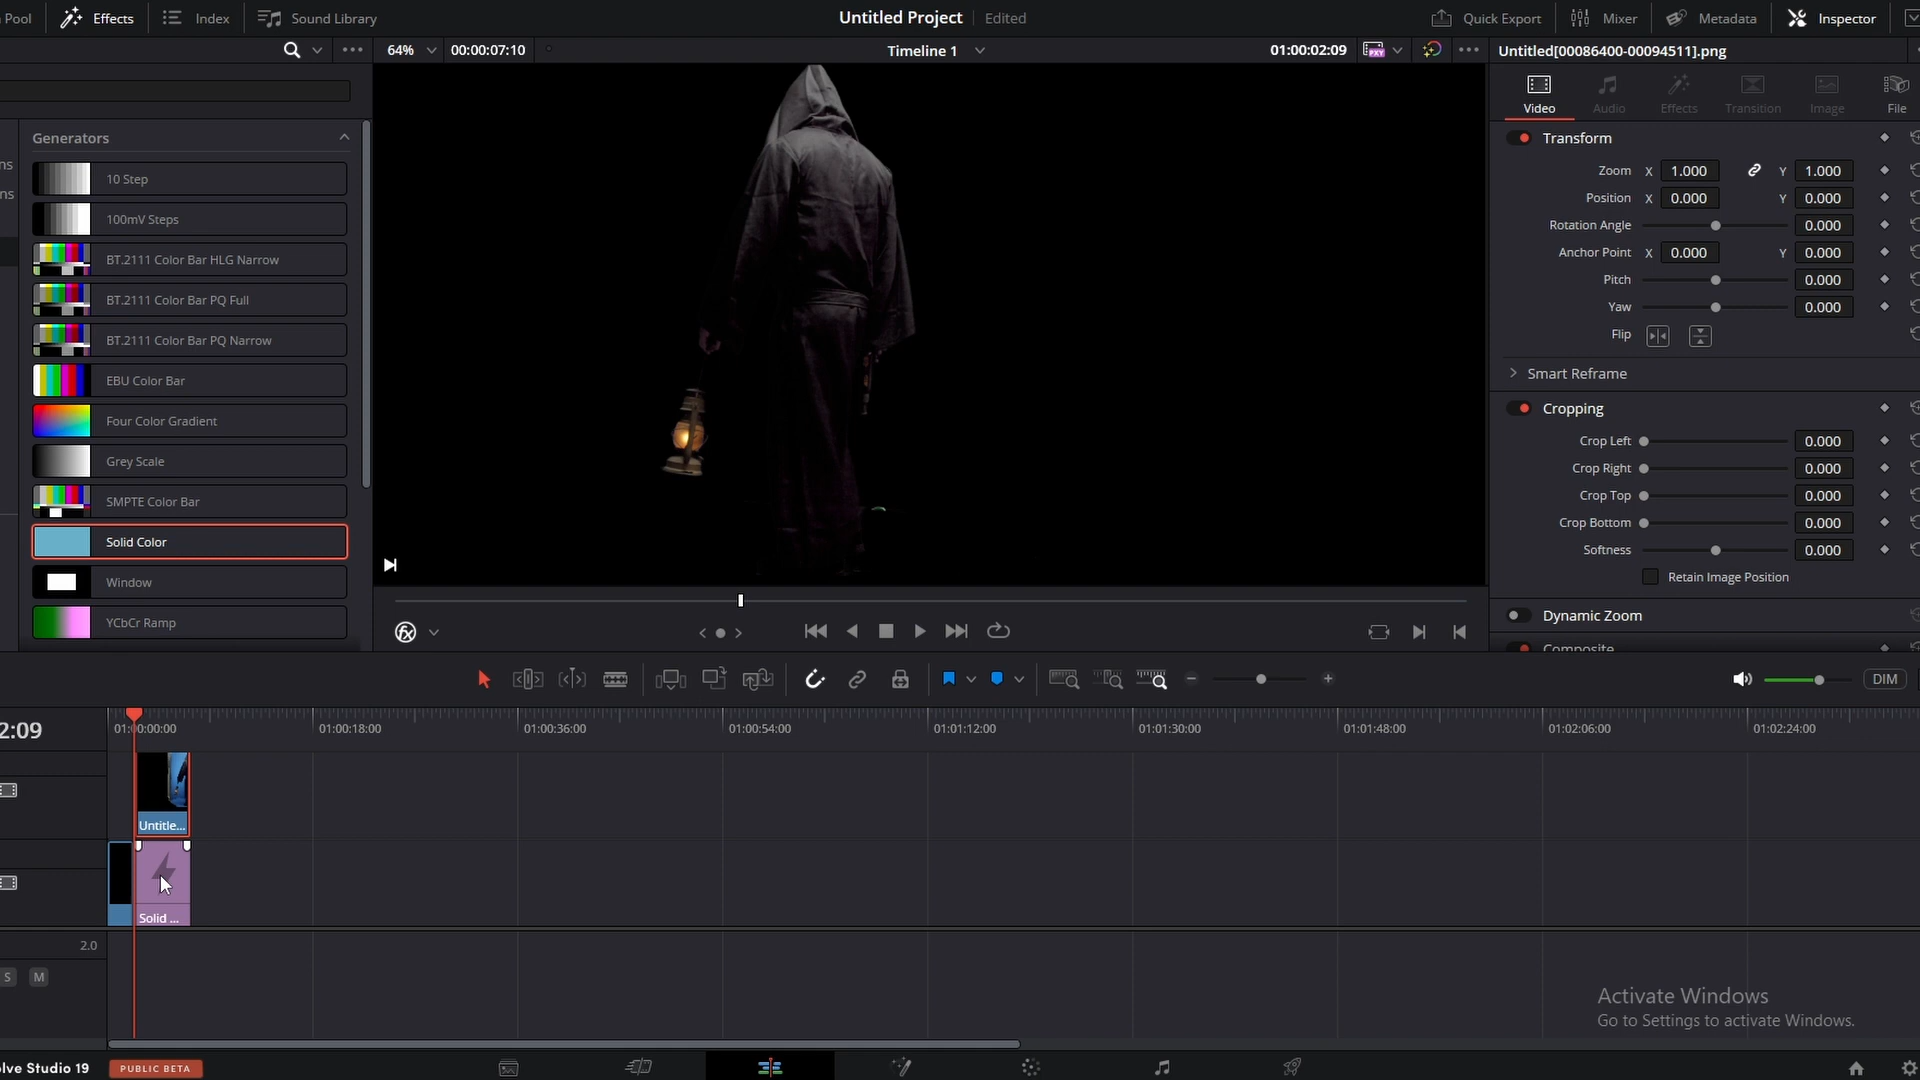 Pool
Effects
Index
Sound Library
Untitled Project
Edited
Quick Export
Mixer
Metadata
Inspector
64%
00:00:07:10
Timeline 1
01:00:02:09
PXY
Untitled[00086400-00094511].png
Video
Audio
Effects
Transition
Image
File
Generators
ns
ns
10 Step
100mV Steps
BT.2111 Color Bar HLG Narrow
BT.2111 Color Bar PQ Full
BT.2111 Color Bar PQ Narrow
EBU Color Bar
Four Color Gradient
Grey Scale
SMPTE Color Bar
Solid Color
Window
YCbCr Ramp
Transform
Zoom X 1.000 Y 1.000
Position X 0.000 Y 0.000
Rotation Angle 0.000
Anchor Point X 0.000 Y 0.000
Pitch 0.000
Yaw 0.000
Flip
Smart Reframe
Cropping
Crop Left 0.000
Crop Right 0.000
Crop Top 0.000
Crop Bottom 0.000
Softness 0.000
Retain Image Position
Dynamic Zoom
Composite
DIM
2:09
01:00:00:00
01:00:18:00
01:00:36:00
01:00:54:00
01:01:12:00
01:01:30:00
01:01:48:00
01:02:06:00
01:02:24:00
Untitle...
Solid ...
2.0
S M
Activate Windows
Go to Settings to activate Windows.
olve Studio 19
PUBLIC BETA